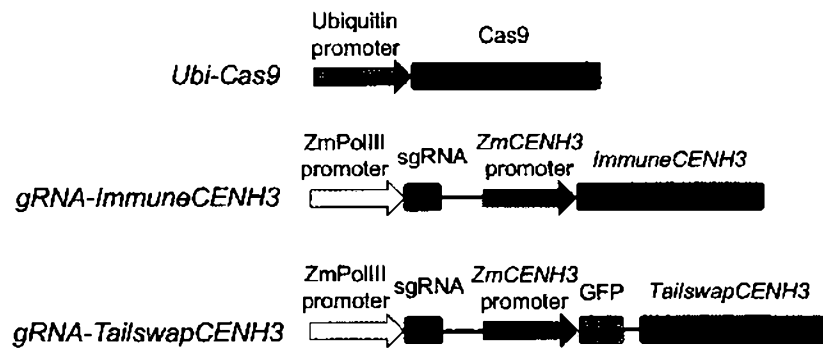 Ubiquitin
promoter
Cas9
Ubi-Cas9
ZmPolIII
promoter
sgRNA
ZmCENH3
promoter
ImmuneCENH3
gRNA-ImmuneCENH3
ZmPolIII
promoter
sgRNA
ZmCENH3
promoter
GFP
TailswapCENH3
gRNA-TailswapCENH3